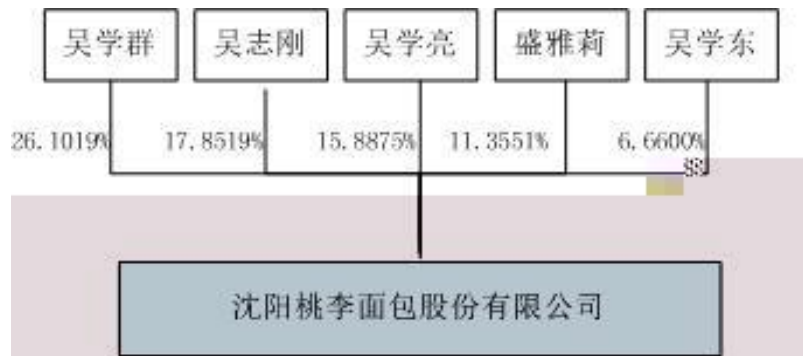 吴学群 吴志刚 吴学亮 盛雅莉 吴学东
26.1019% 17.8519% 15.8875% 11.3551% 6.6600%
沈阳桃李面包股份有限公司